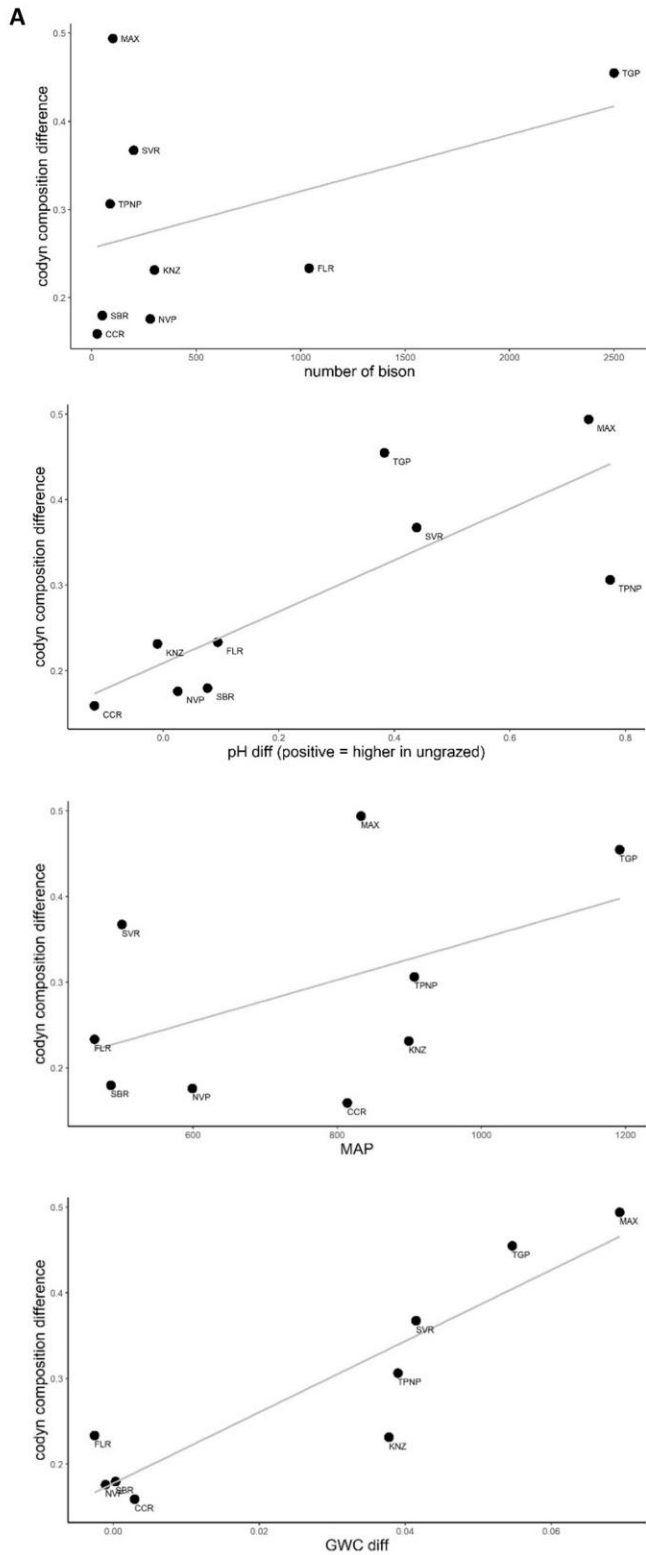 A
codyn composition difference
0.5
0.4
0.3
0.2
MAX
TGP
SVR
TPNP
KNZ
FLR
SBR
NVP
CCR
0
500
1000
1500
2000
2500
number of bison
codyn composition difference
0.5
0.4
0.3
0.2
MAX
TGP
SVR
TPNP
KNZ
FLR
NVP
SBR
CCR
0.0
0.2
0.4
0.6
0.8
pH diff (positive = higher in ungrazed)
codyn composition difference
0.5
0.4
0.3
0.2
MAX
TGP
SVR
TPNP
FLR
KNZ
SBR
NVP
CCR
600
800
1000
1200
MAP
codyn composition difference
0.5
0.4
0.3
0.2
MAX
TGP
SVR
TPNP
FLR
KNZ
NVP
SBR
CCR
0.00
0.02
0.04
0.06
GWC diff